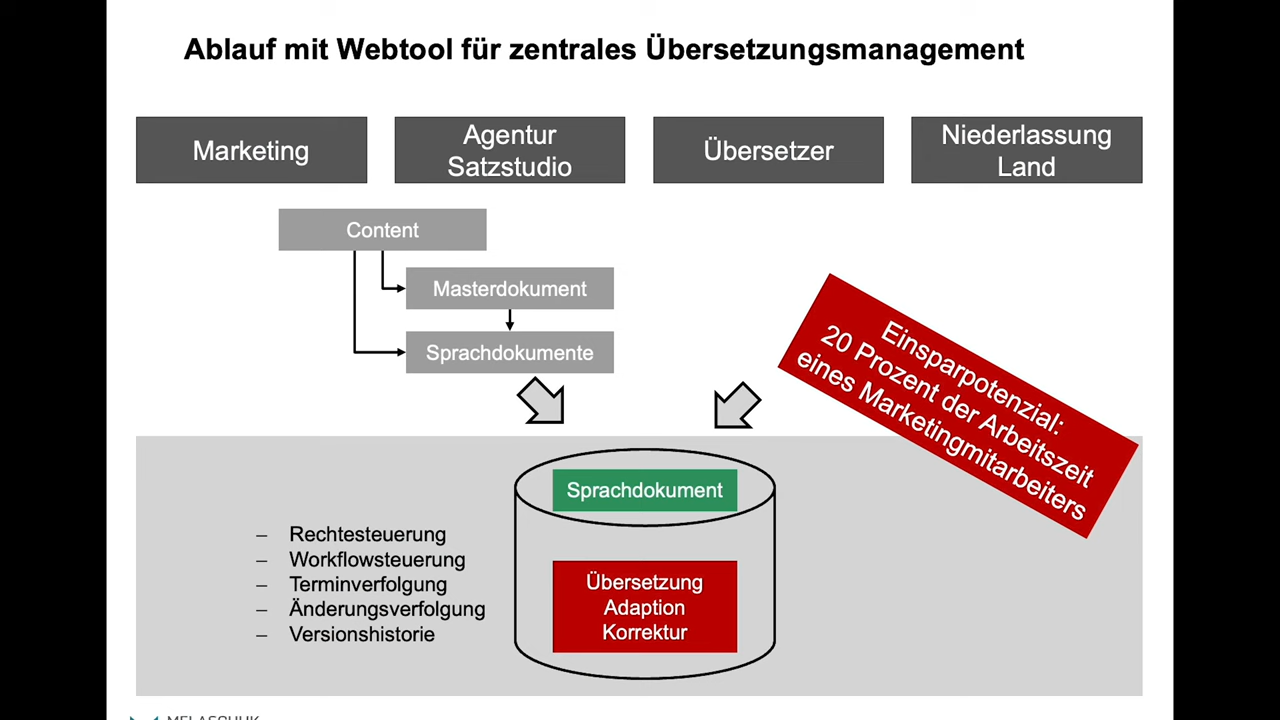 Ablauf mit Webtool für zentrales Übersetzungsmanagement
Marketing
Agentur
Satzstudio
Übersetzer
Niederlassung
Land
Content
Masterdokument
Sprachdokumente
Einsparpotenzial:
20 Prozent der Arbeitszeit
eines Marketingmitarbeiters
Sprachdokument
– Rechtesteuerung
– Workflowsteuerung
– Terminverfolgung
– Änderungsverfolgung
– Versionshistorie
Übersetzung
Adaption
Korrektur